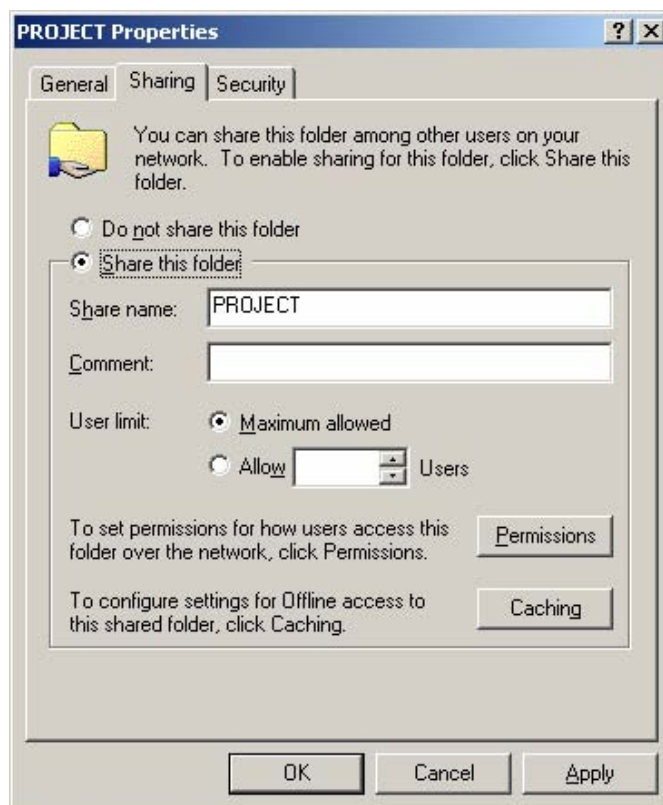 PROJECT Properties
General Sharing Security
You can share this folder among other users on your
network. To enable sharing for this folder, click Share this
folder.
Do not share this folder
Share this folder
Share name: PROJECT
Comment:
User limit: Maximum allowed
Allow Users
To set permissions for how users access this
folder over the network, click Permissions.
Permissions
To configure settings for Offline access to
this shared folder, click Caching.
Caching
OK Cancel Apply